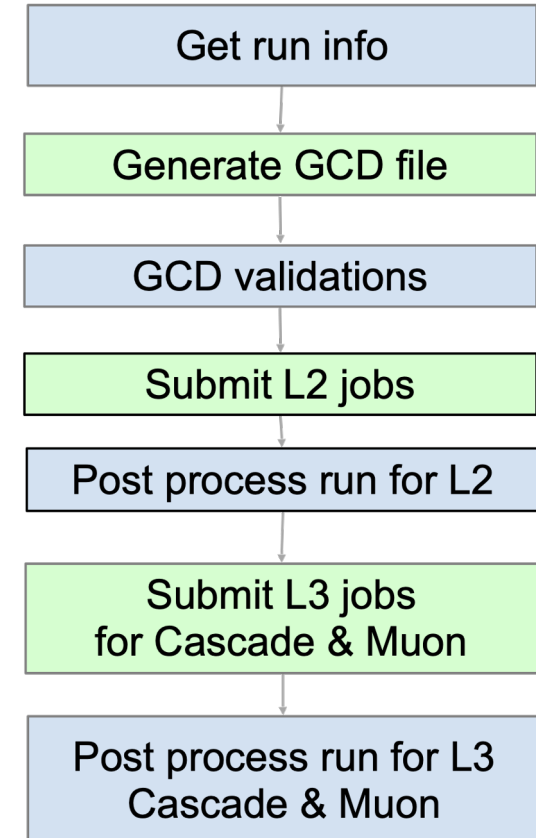 Get run info
Generate GCD file
GCD validations
Submit L2 jobs
Post process run for L2
Submit L3 jobs
for Cascade & Muon
Post process run for L3
Cascade & Muon